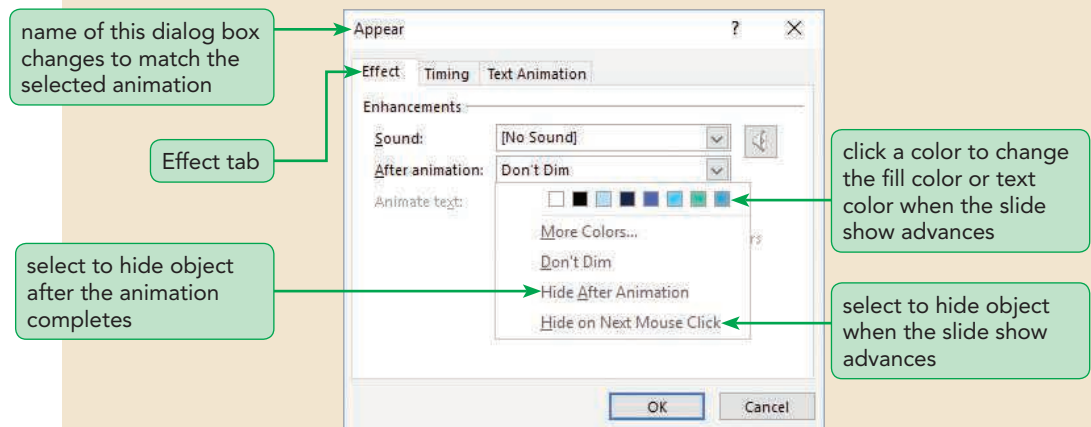 name of this dialog box
changes to match the
selected animation
Appear
?
Effect
Timing
Text Animation
Enhancements
Effect tab
Sound:
[No Sound]
After animation:
Don't Dim
Animate text:
More Colors...
rs
Don't Dim
Hide After Animation
Hide on Next Mouse Click
click a color to change
the fill color or text
color when the slide
show advances
select to hide object
after the animation
completes
select to hide object
when the slide show
advances
OK
Cancel